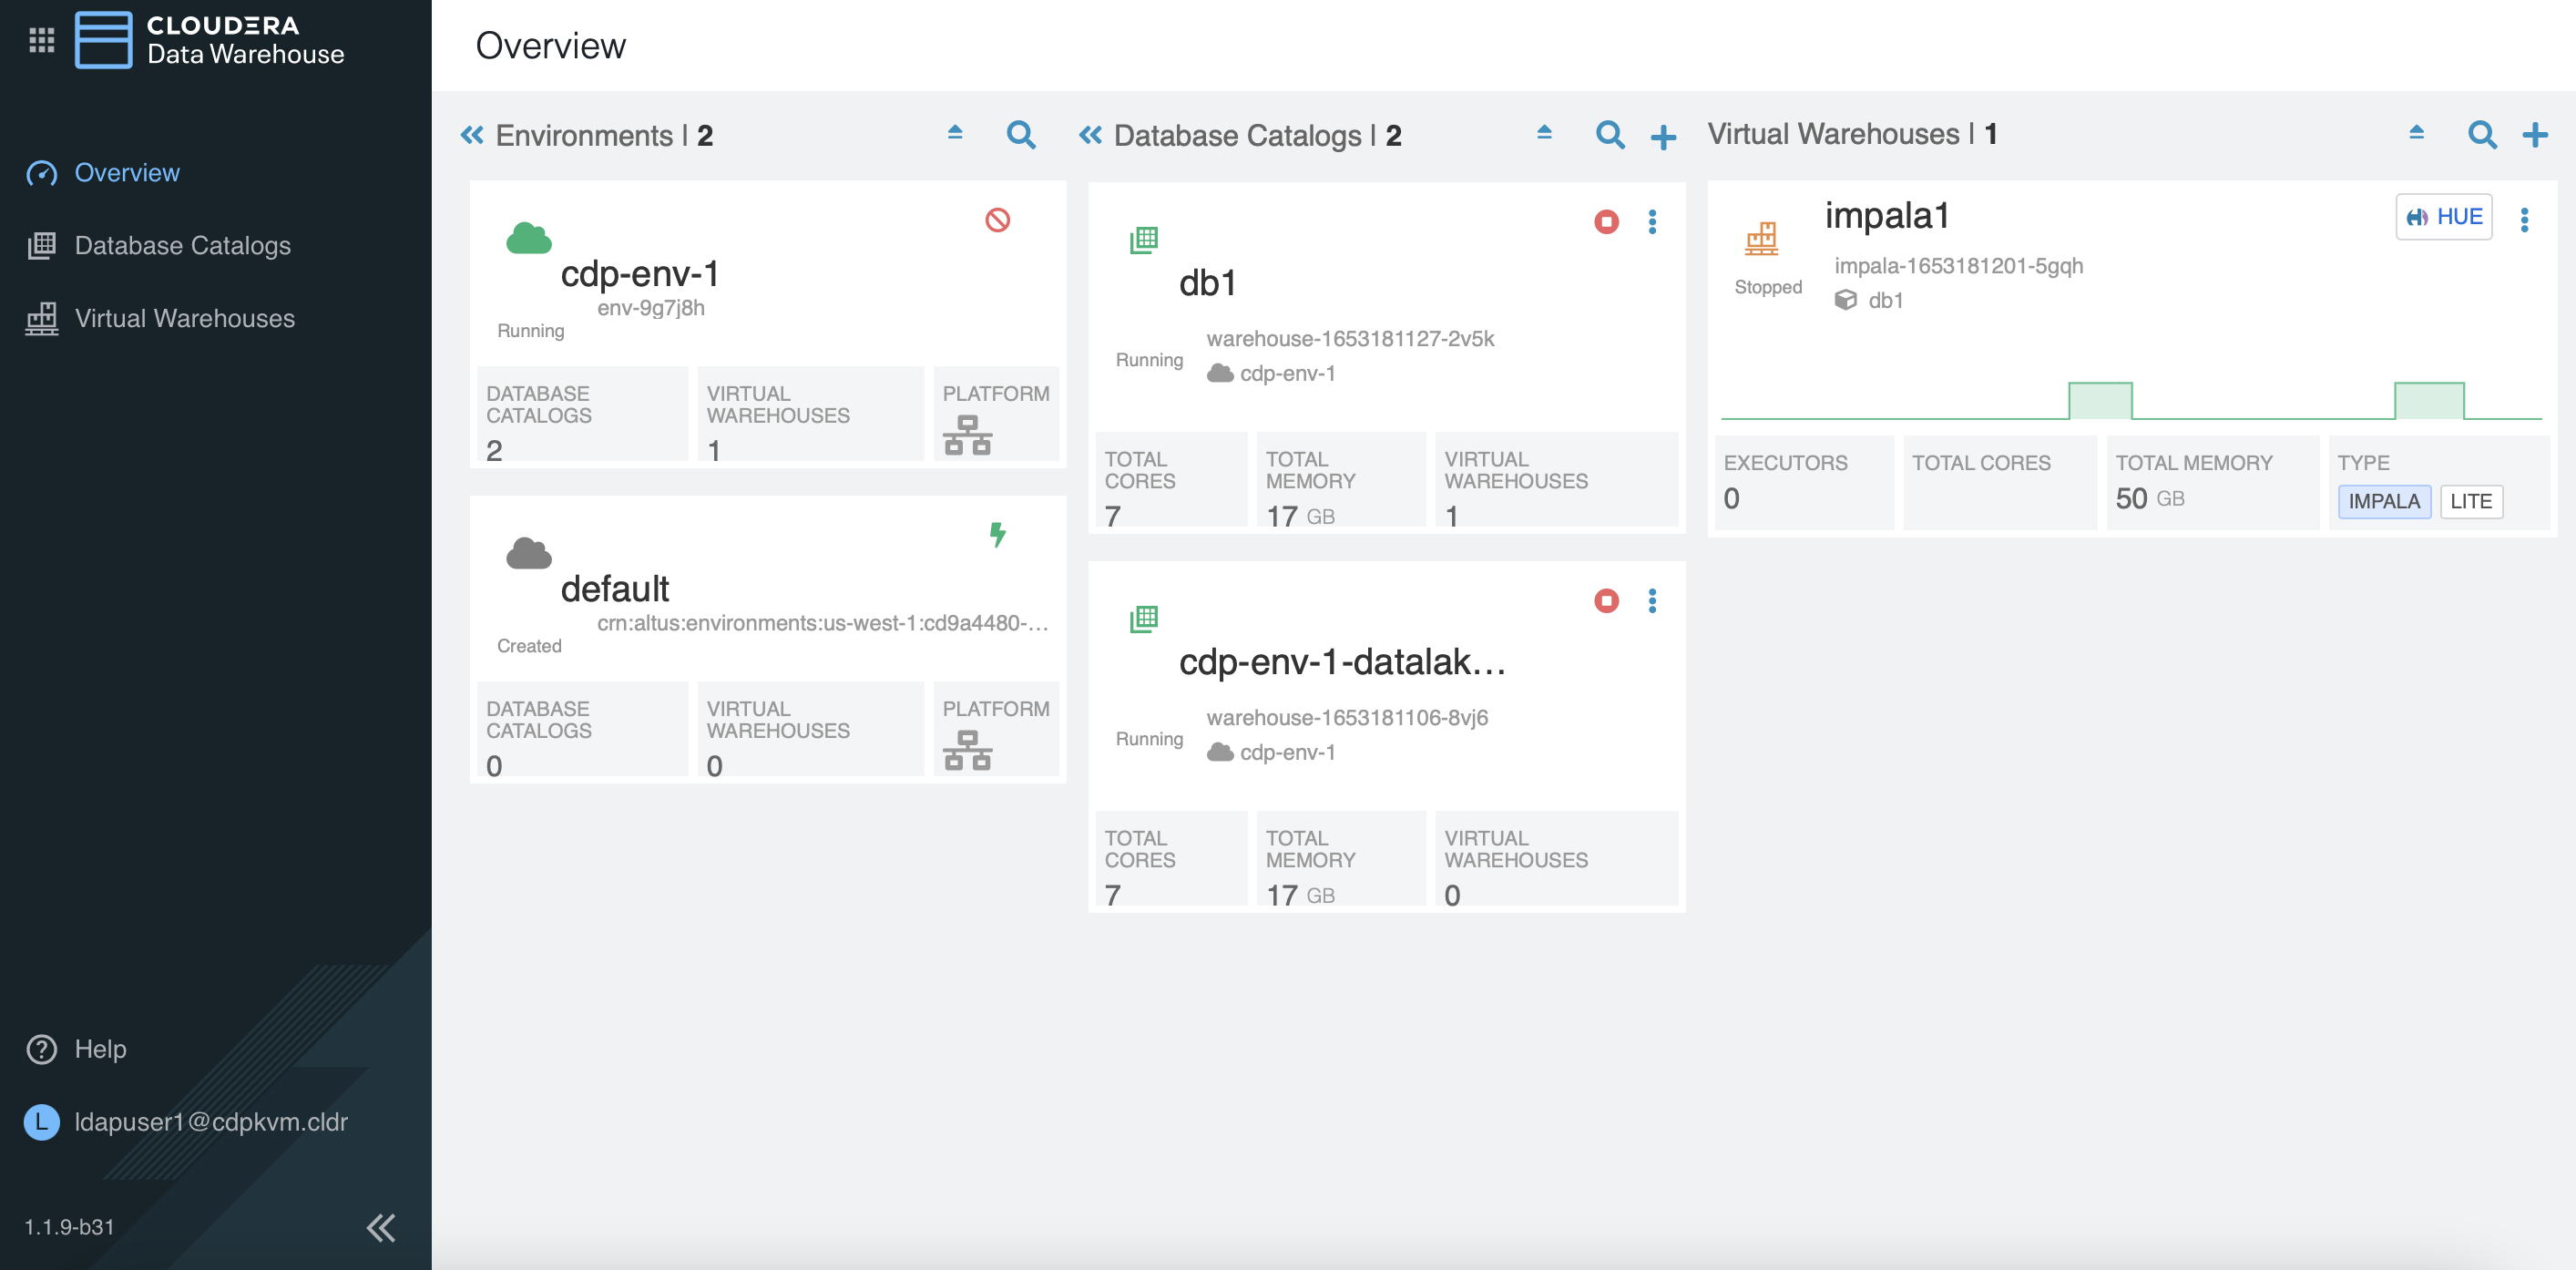 CLOUDERA
Data Warehouse
Overview
Database Catalogs
Virtual Warehouses
Help
L
ldapuser1@cdpkvm.cldr
1.1.9-b31
Overview
Environments | 2
cdp-env-1
env-9g7j8h
Running
DATABASE
CATALOGS
2
VIRTUAL
WAREHOUSES
1
PLATFORM
default
crn:altus:environments:us-west-1:cd9a4480-...
Created
DATABASE
CATALOGS
0
VIRTUAL
WAREHOUSES
0
PLATFORM
Database Catalogs | 2
db1
warehouse-1653181127-2v5k
Running
cdp-env-1
TOTAL
CORES
7
TOTAL
MEMORY
17 GB
VIRTUAL
WAREHOUSES
1
cdp-env-1-datalak...
warehouse-1653181106-8vj6
Running
cdp-env-1
TOTAL
CORES
7
TOTAL
MEMORY
17 GB
VIRTUAL
WAREHOUSES
0
Virtual Warehouses | 1
impala1
HUE
impala-1653181201-5gqh
Stopped
db1
EXECUTORS
0
TOTAL CORES
TOTAL MEMORY
50 GB
TYPE
IMPALA
LITE